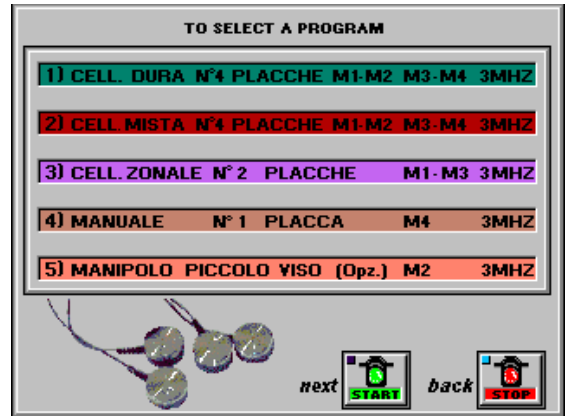 TO SELECT A PROGRAM
1) CELL. DURA N°4 PLACCHE M1-M2 M3-M4 3MHZ
2) CELL. MISTA N°4 PLACCHE M1-M2 M3-M4 3MHZ
3) CELL. ZONALE N° 2 PLACCHE M1-M3 3MHZ
4) MANUALE N° 1 PLACCA M4 3MHZ
5) MANIPOLO PICCOLO VISO (Opz.) M2 3MHZ
next START back STOP